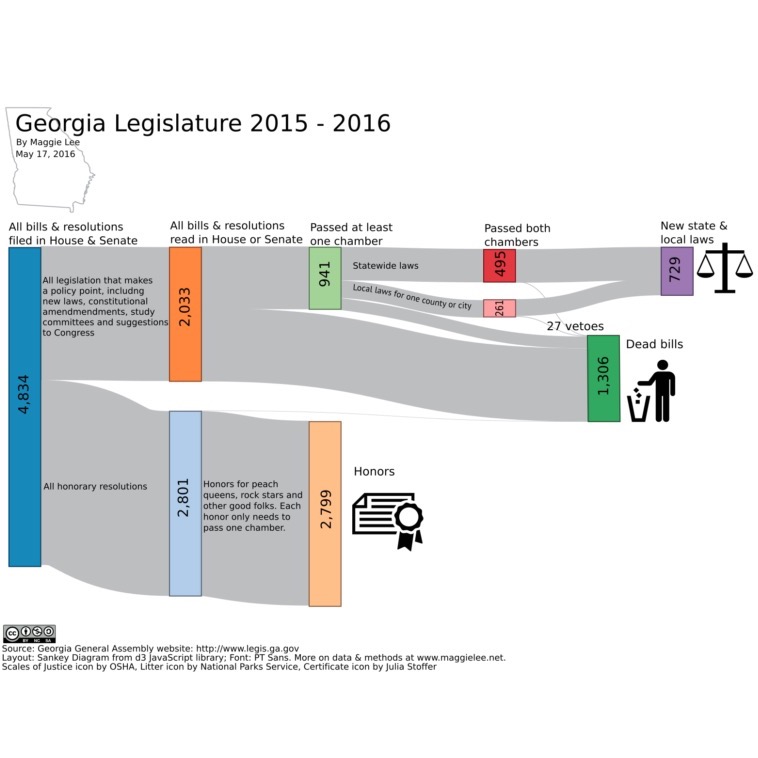 Georgia Legislature 2015 - 2016
By Maggie Lee
May 17, 2016
All bills & resolutions
filed in House & Senate
All bills & resolutions
read in House or Senate
Passed at least
one chamber
Passed both
chambers
New state &
local laws
4,834
All legislation that makes
a policy point, includng
new laws, constitutional
amendmendments, study
committees and suggestions
to Congress
2,033
941
Statewide laws
Local laws for one county or city
495
261
729
27 vetoes
1,306
Dead bills
All honorary resolutions
2,801
Honors for peach
queens, rock stars and
other good folks. Each
honor only needs to
pass one chamber.
2,799
Honors
cc
BY NC SA
Source: Georgia General Assembly website: http://www.legis.ga.gov
Layout: Sankey Diagram from d3 JavaScript library; Font: PT Sans. More on data & methods at www.maggielee.net.
Scales of Justice icon by OSHA, Litter icon by National Parks Service, Certificate icon by Julia Stoffer